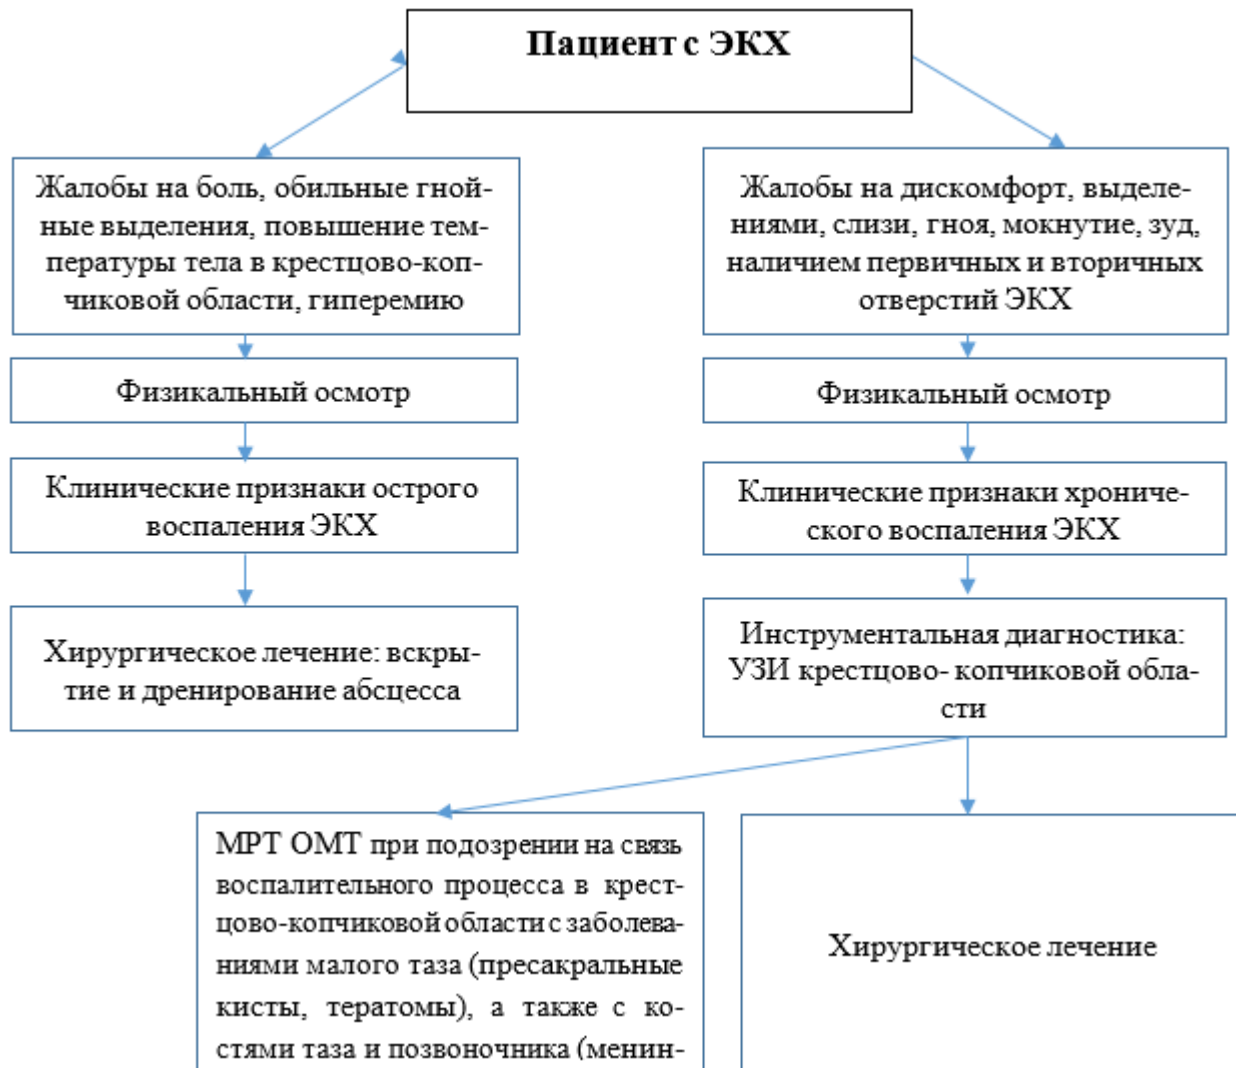 Пациент с ЭКХ
Жалобы на боль, обильные гной-
ные выделения, повышение тем-
пературы тела в крестцово-коп-
чиковой области, гиперемию
Физикальный осмотр
Клинические признаки острого
воспаления ЭКХ
Хирургическое лечение: вскры-
тие и дренирование абсцесса
Жалобы на дискомфорт, выделе-
ниями, слизи, гноя, мокнутие, зуд,
наличием первичных и вторичных
отверстий ЭКХ
Физикальный осмотр
Клинические признаки хрониче-
ского воспаления ЭКХ
Инструментальная диагностика:
УЗИ крестцово- копчиковой обла-
сти
МРТ ОМТ при подозрении на связь
воспалительного процесса в крест-
цово-копчиковой области с заболева-
ниями малого таза (пресакральные
кисты, тератомы), а также с ко-
стями таза и позвоночника (менин-
Хирургическое лечение